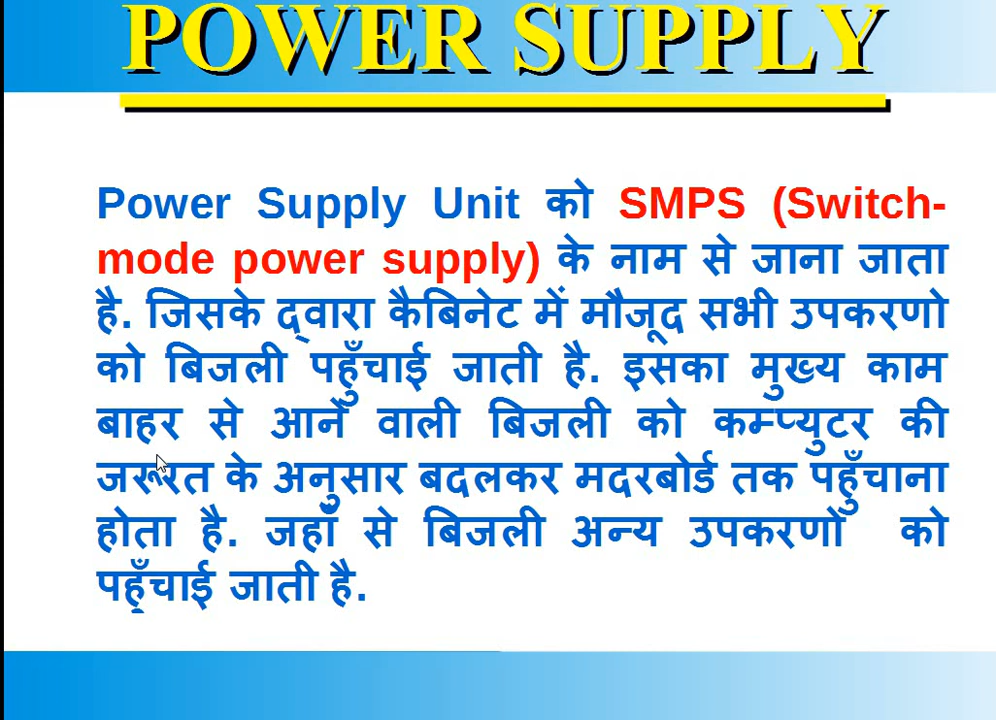 POWER SUPPLY
Power Supply Unit को SMPS (Switch-
mode power supply) के नाम से जाना जाता
है. जिसके द्वारा कैबिनेट में मौजूद सभी उपकरणो
को बिजली पहुँचाई जाती है. इसका मुख्य काम
बाहर से आनें वाली बिजली को कम्प्युटर की
जरूरत के अनुसार बदलकर मदरबोर्ड तक पहुँचाना
होता है. जहाँ से बिजली अन्य उपकरणों को
पहुँचाई जाती है.